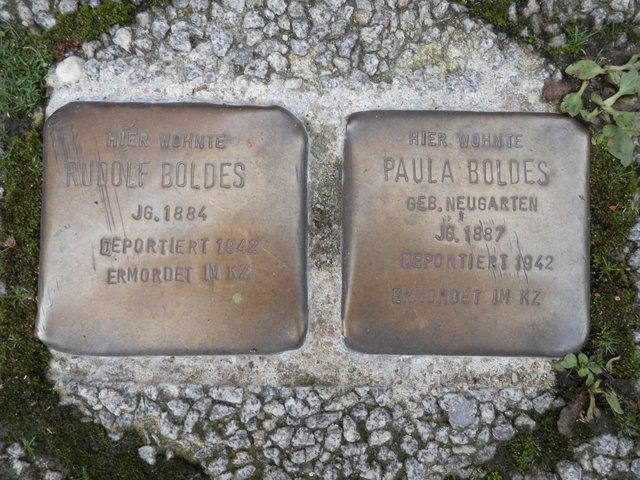 HIER WOHNTE
RUDOLF BOLDES
JG. 1884
DEPORTIERT 1942
ERMORDET IM KZ
HIER WOHNTE
PAULA BOLDES
GEB. NEUGARTEN
JG. 1887
DEPORTIERT 1942
ERMORDET IM KZ